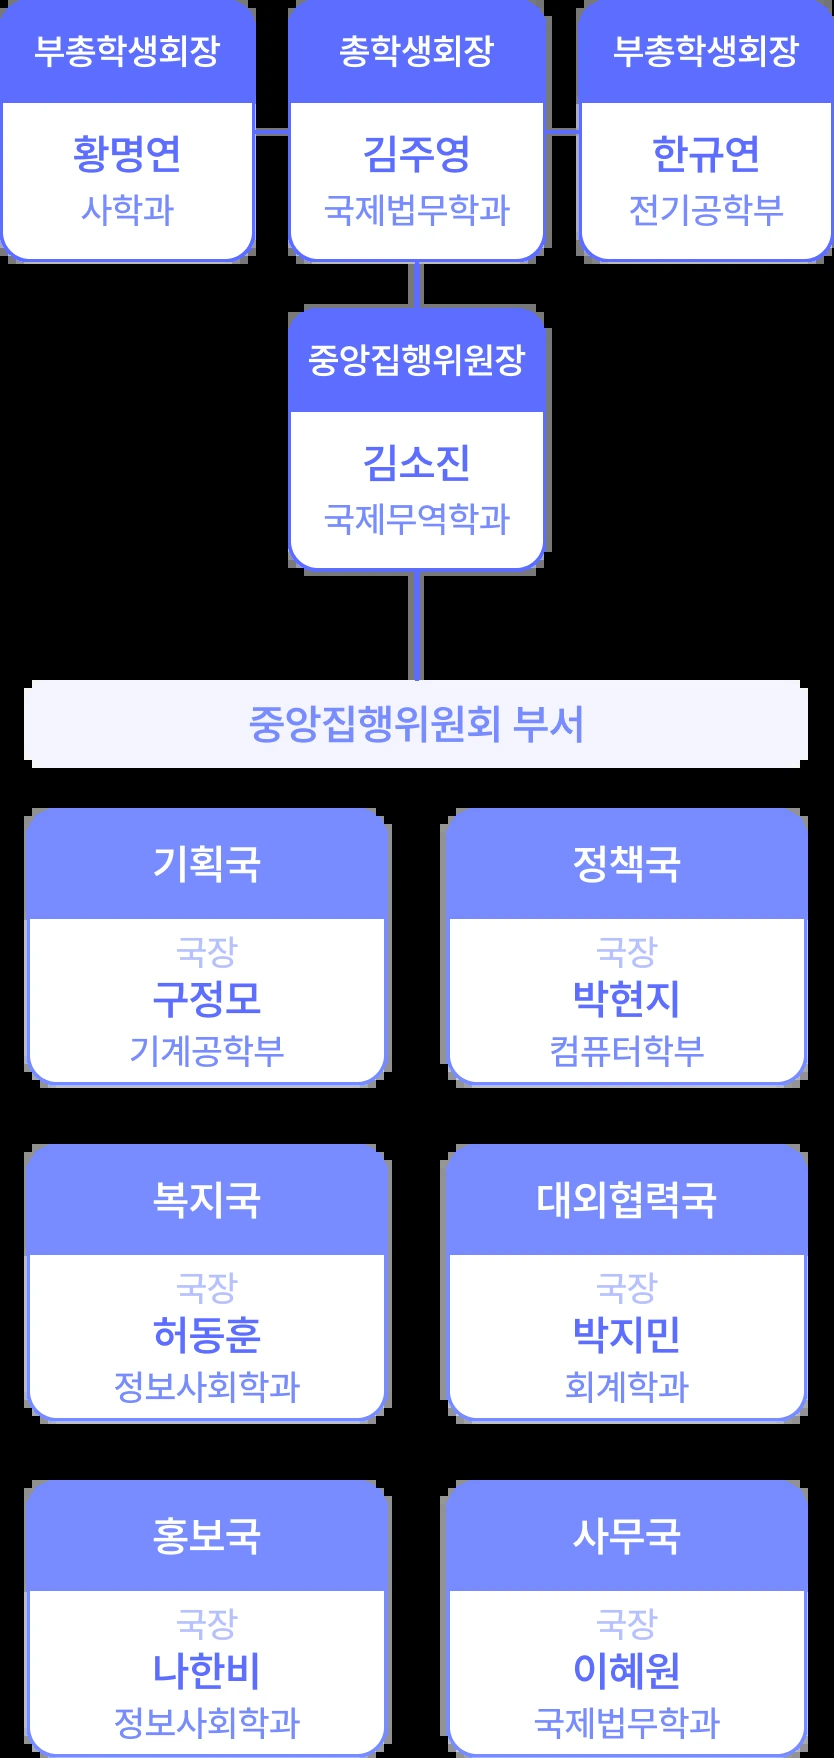 부총학생회장
황명연
사학과
총학생회장
김주영
국제법무학과
부총학생회장
한규연
전기공학부
중앙집행위원장
김소진
국제무역학과
중앙집행위원회 부서
기획국
국장
구정모
기계공학부
정책국
국장
박현지
컴퓨터학부
복지국
국장
허동훈
정보사회학과
대외협력국
국장
박지민
회계학과
홍보국
국장
나한비
정보사회학과
사무국
국장
이혜원
국제법무학과